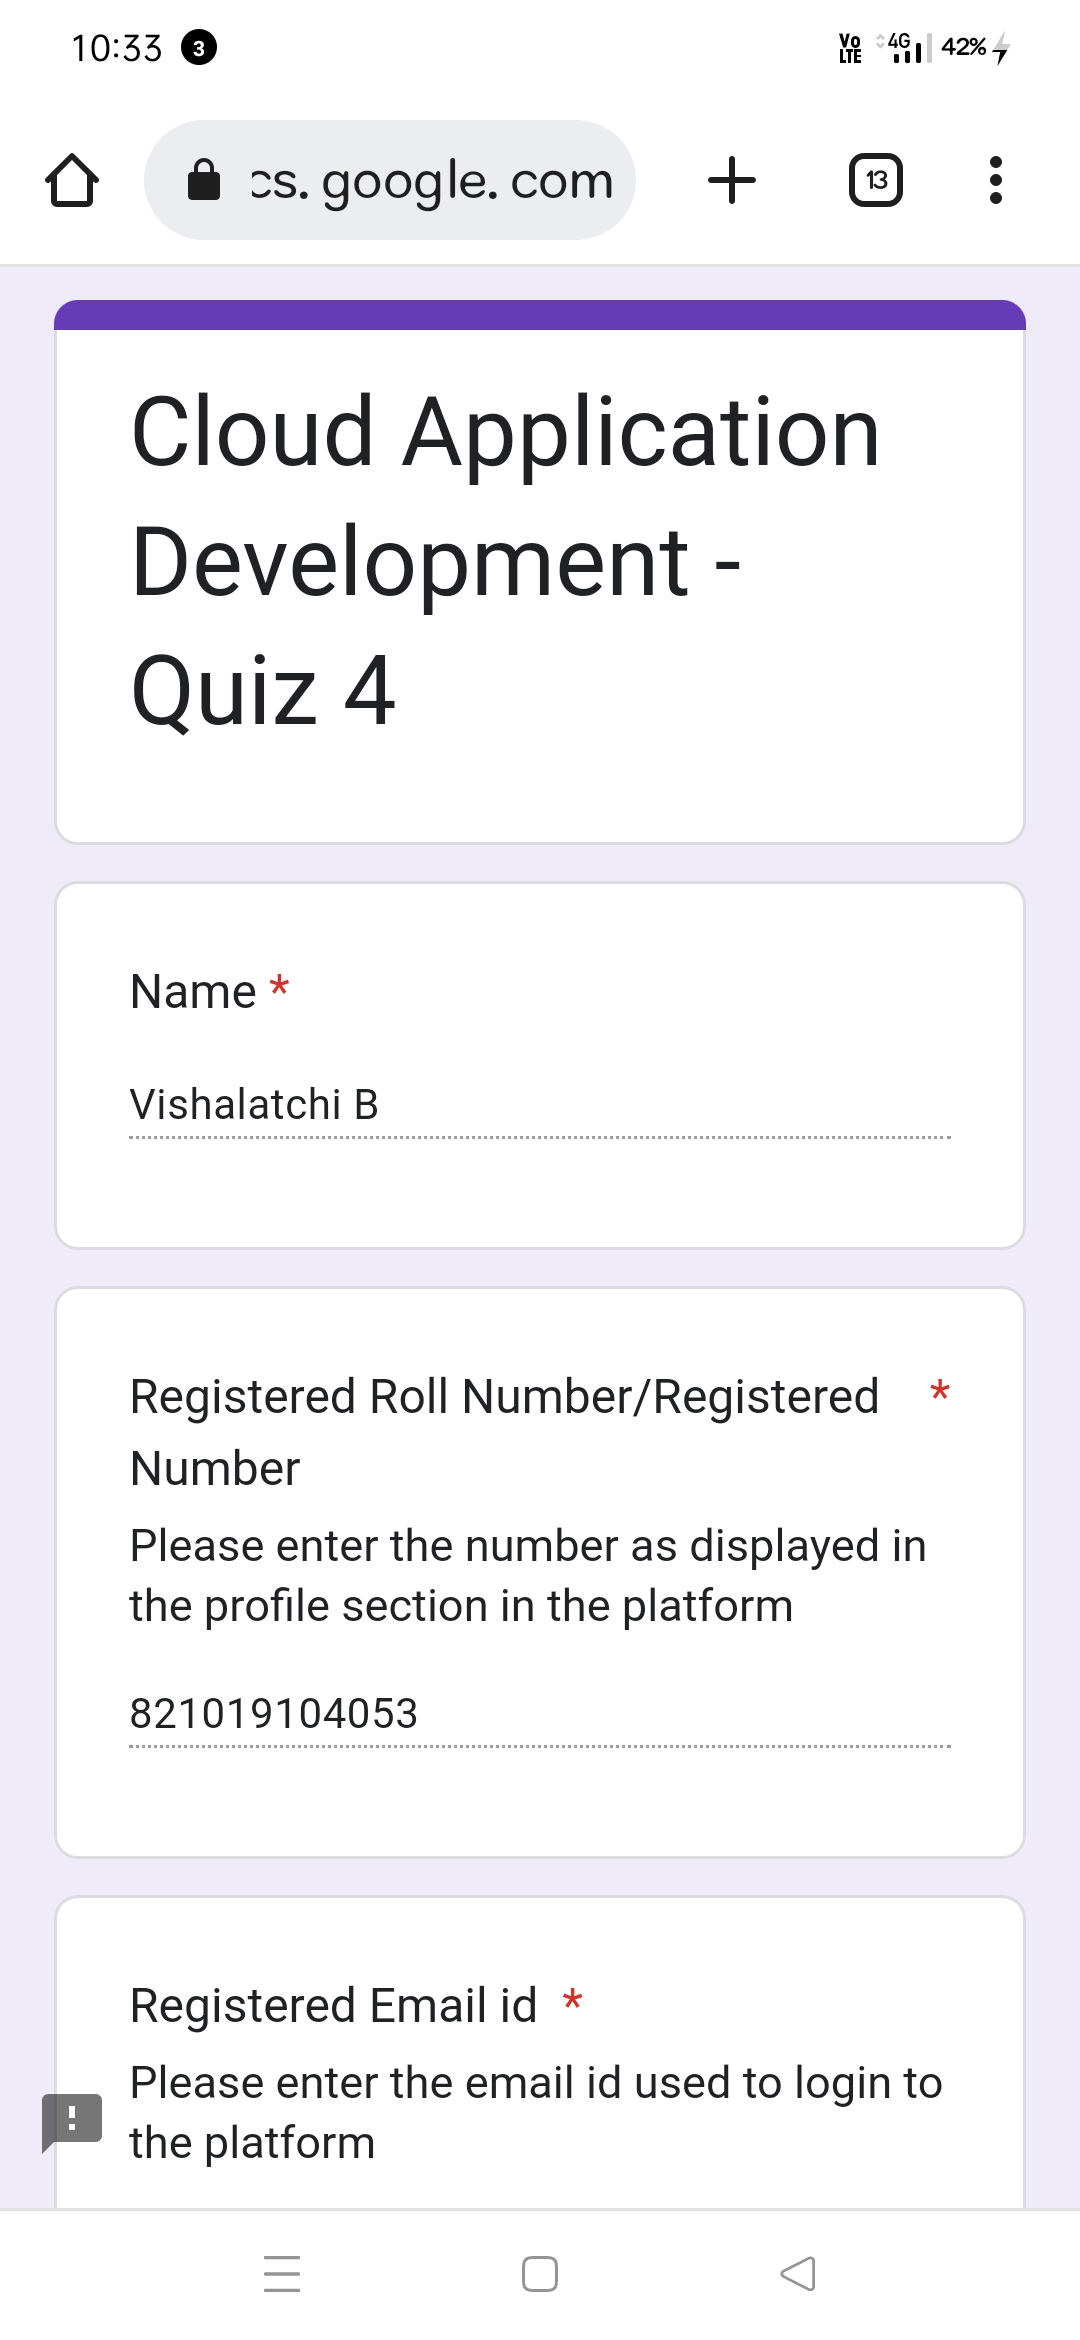 10:33 3 Vo LTE 4G 42%
cs.google.com 13
Cloud Application
Development -
Quiz 4
Name *
Vishalatchi B
Registered Roll Number/Registered *
Number
Please enter the number as displayed in
the profile section in the platform
821019104053
Registered Email id *
Please enter the email id used to login to
the platform